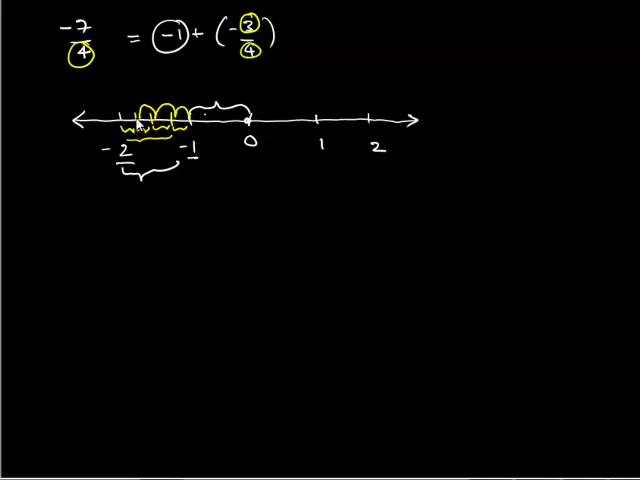 -7/4 = -1 + (-3/4)
-2 -1 0 1 2